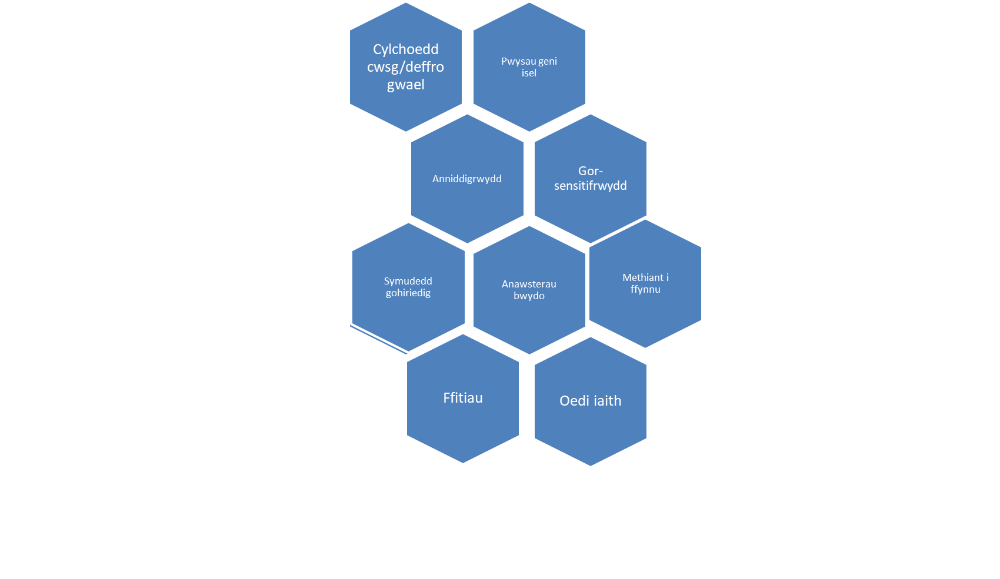 Cylchoedd
cwsg/deffro
gwael
Pwysau geni
isel
Anniddigrwydd
Gor-
sensitifrwydd
Symudedd
gohiriedig
Anawsterau
bwydo
Methiant i
ffynnu
Ffitiau
Oedi iaith